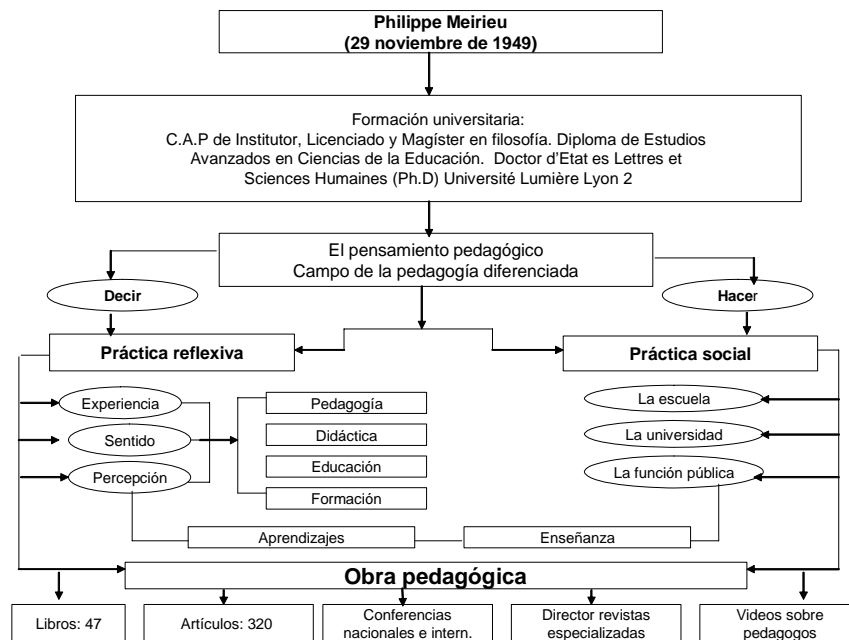 Philippe Meirieu
(29 noviembre de 1949)
Formación universitaria:
C.A.P de Institutor, Licenciado y Magíster en filosofía. Diploma de Estudios
Avanzados en Ciencias de la Educación. Doctor d'Etat es Lettres et
Sciences Humaines (Ph.D) Université Lumière Lyon 2
El pensamiento pedagógico
Campo de la pedagogía diferenciada
Decir
Hacer
Práctica reflexiva
Práctica social
Experiencia
Sentido
Percepción
Pedagogía
Didáctica
Educación
Formación
La escuela
La universidad
La función pública
Aprendizajes
Enseñanza
Obra pedagógica
Libros: 47
Artículos: 320
Conferencias
nacionales e intern.
Director revistas
especializadas
Videos sobre
pedagogos